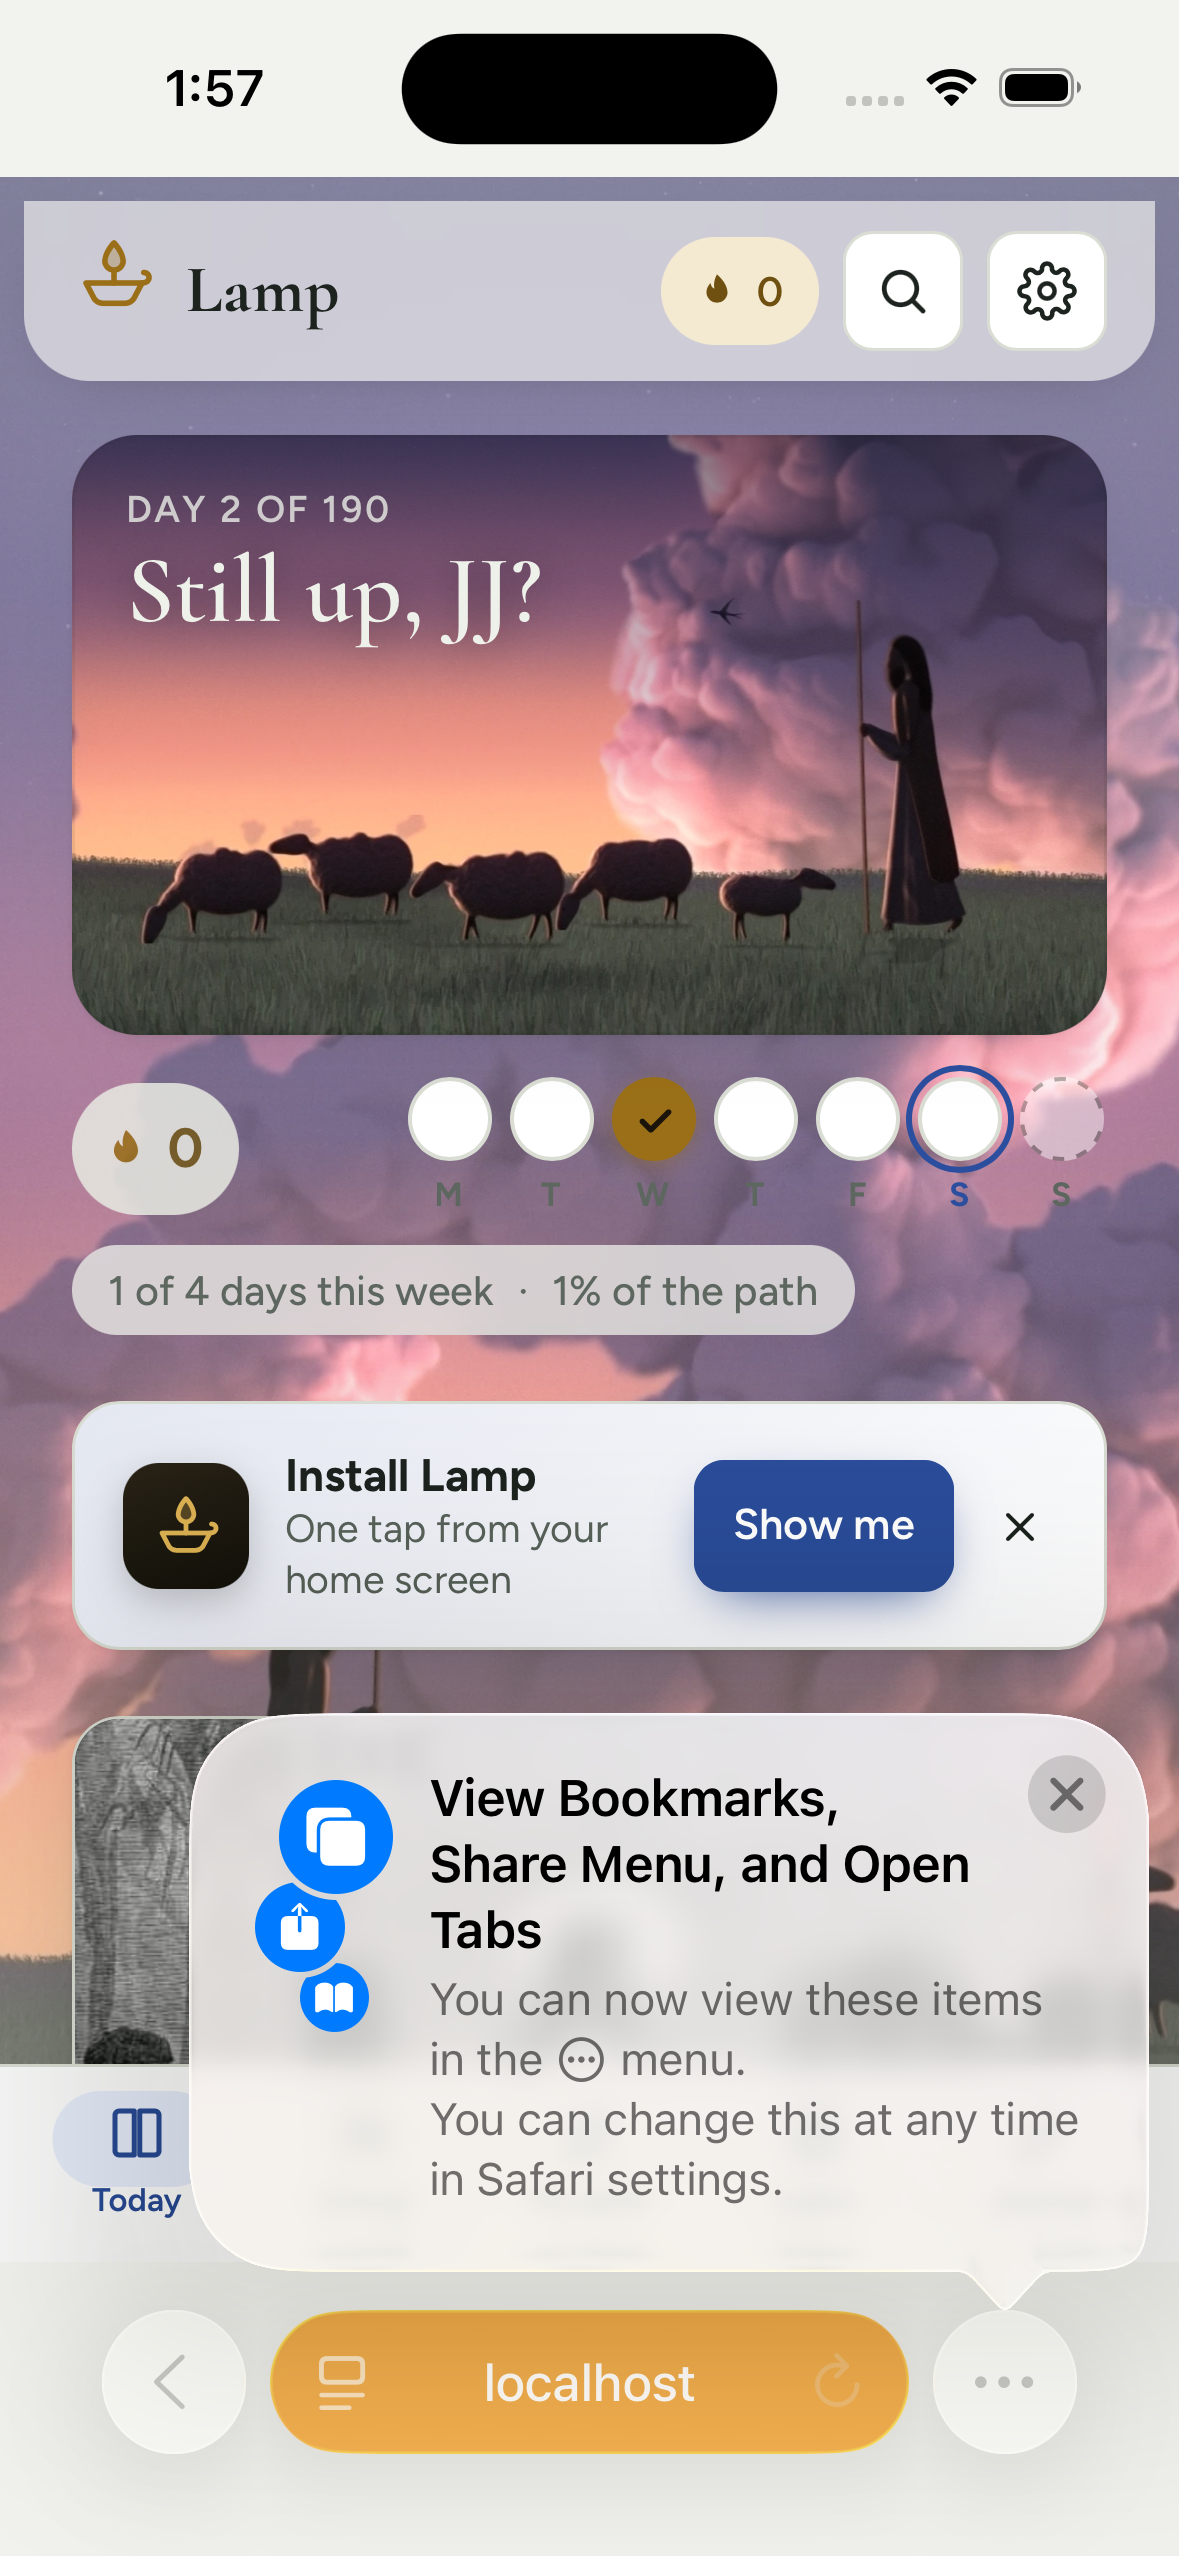 1:57
Lamp
0
DAY 2 OF 190
Still up, JJ?
0
M T W T F S S
1 of 4 days this week · 1% of the path
Install Lamp
One tap from your
home screen
Show me
View Bookmarks,
Share Menu, and Open
Tabs
You can now view these items
in the menu.
You can change this at any time
in Safari settings.
Today
localhost